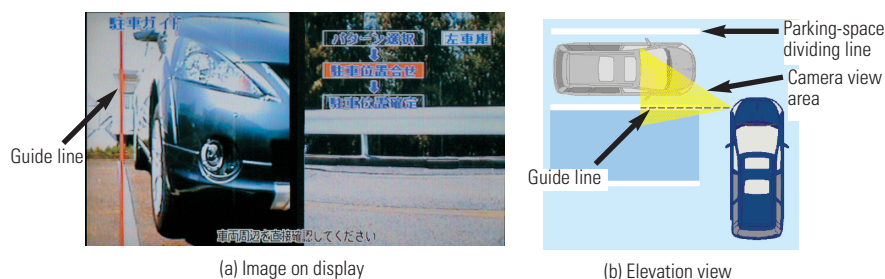 駐車ガイド
パターン選択
左車庫
駐車位置合せ
駐車位置確定
車両周辺を直接確認してください
Guide line
(a) Image on display
Parking-space
dividing line
Camera view
area
Guide line
(b) Elevation view